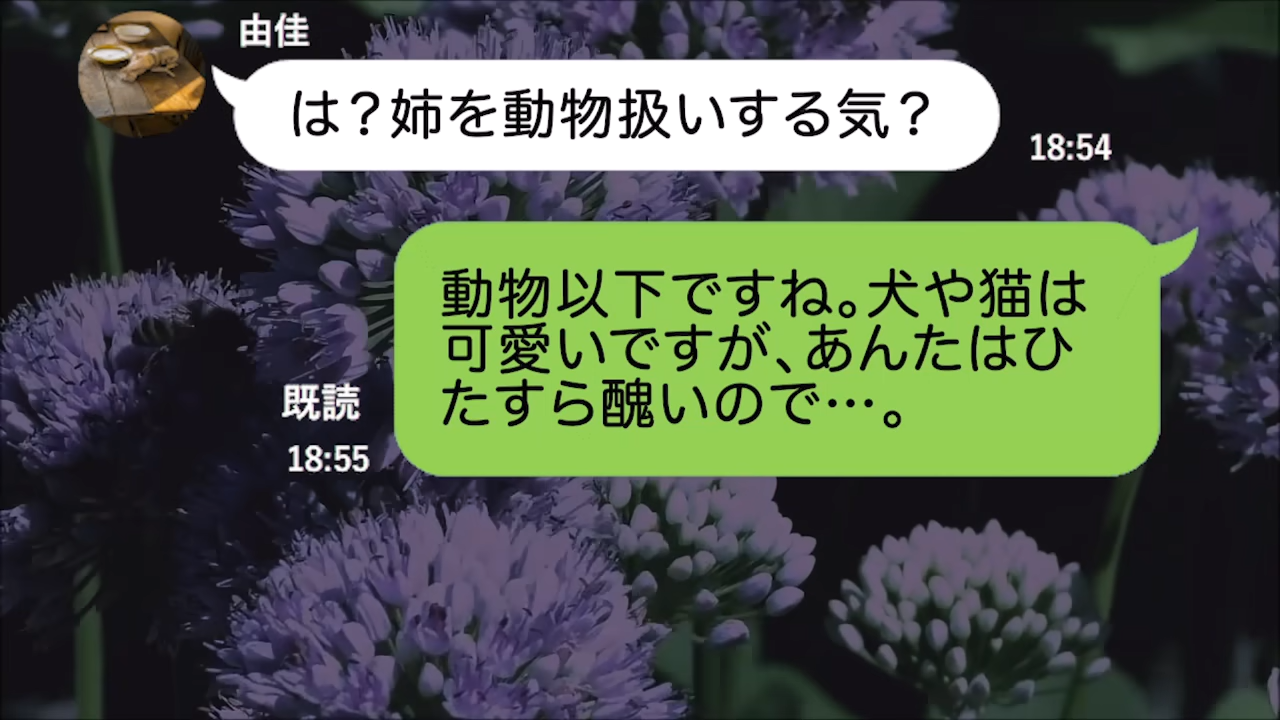 由佳
は？姉を動物扱いする気？
18:54
動物以下ですね。犬や猫は
可愛いですが、あんたはひ
たすら醜いので…。
既読
18:55